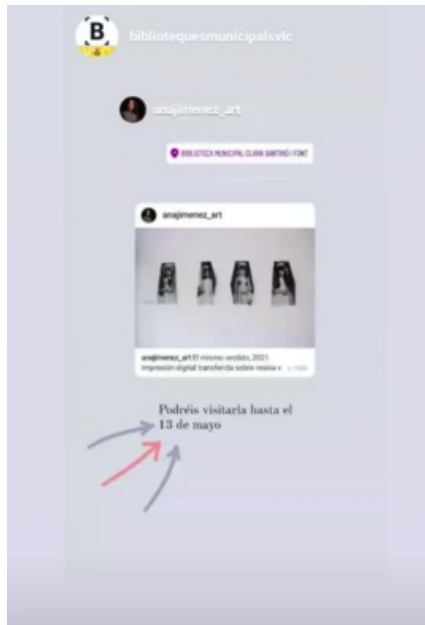 B
bibliotequesmunicipalsvlc
anajimenez_art
BIBLIOTECA MUNICIPAL CLARA SANTIRÓ I FONT
anajimenez_art
anajimenez_art El mismo vestido, 2021
impresión digital transferida sobre resina e... y más
Podréis visitarla hasta el
13 de mayo